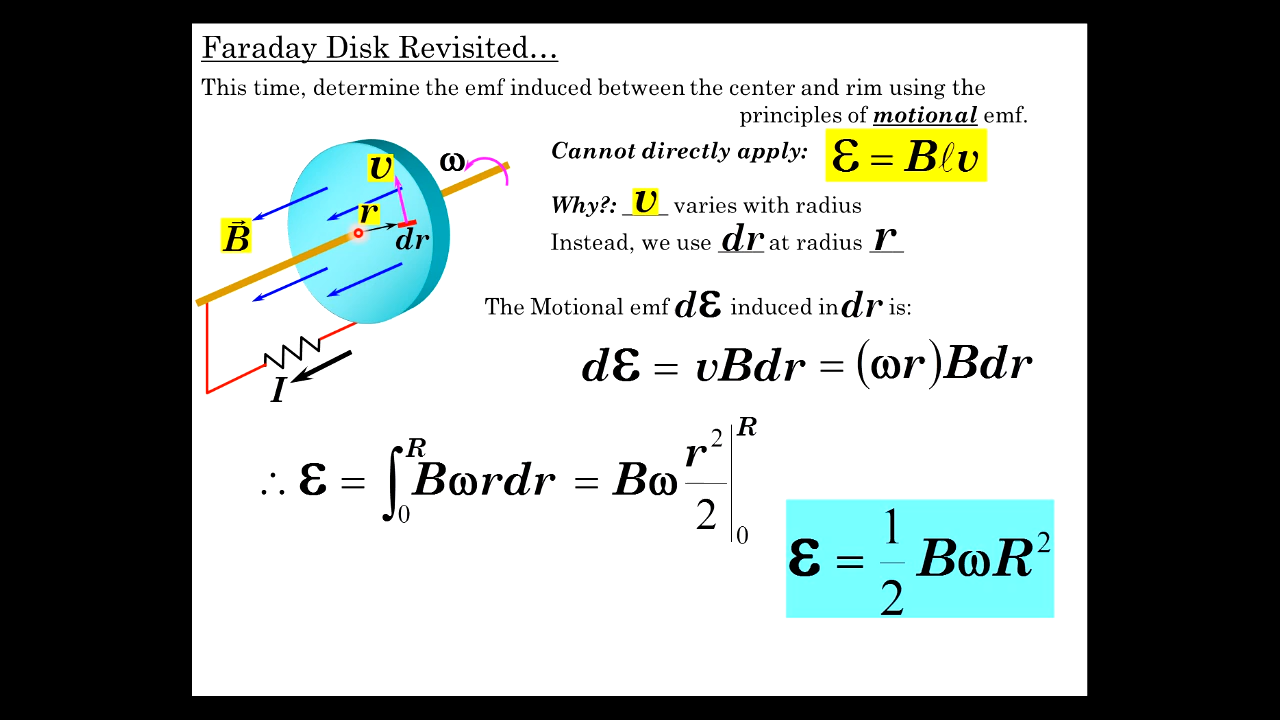 Faraday Disk Revisited…
This time, determine the emf induced between the center and rim using the
principles of motional emf.
Cannot directly apply: ℰ = Bℓv
Why?: v varies with radius
Instead, we use dr at radius r
v
ω
r
B⃗
dr
I
The Motional emf dℰ induced in dr is:
dℰ = vBdr = (ωr)Bdr
∴ ℰ = ∫₀ᴿ Bωrdr = Bω r²/2 |₀ᴿ
ℰ = 1/2 BωR²